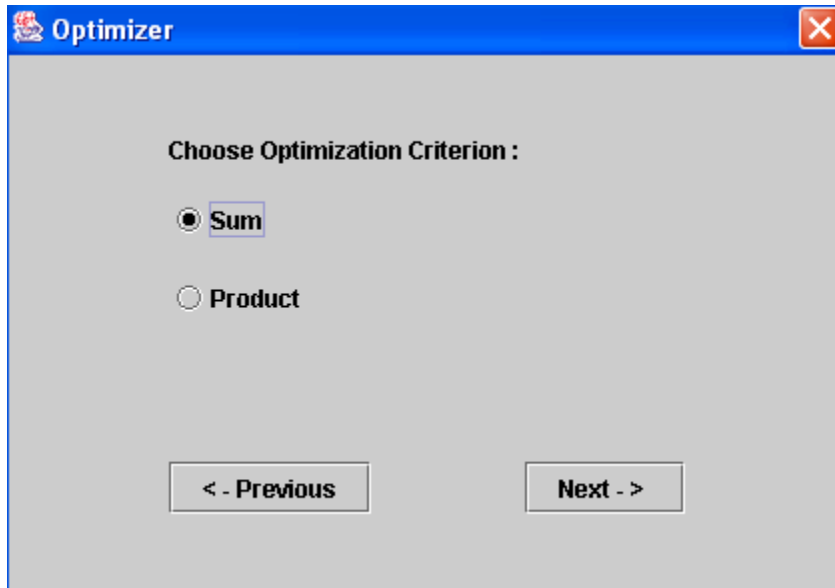 Optimizer
Choose Optimization Criterion :
Sum
Product
< - Previous
Next - >